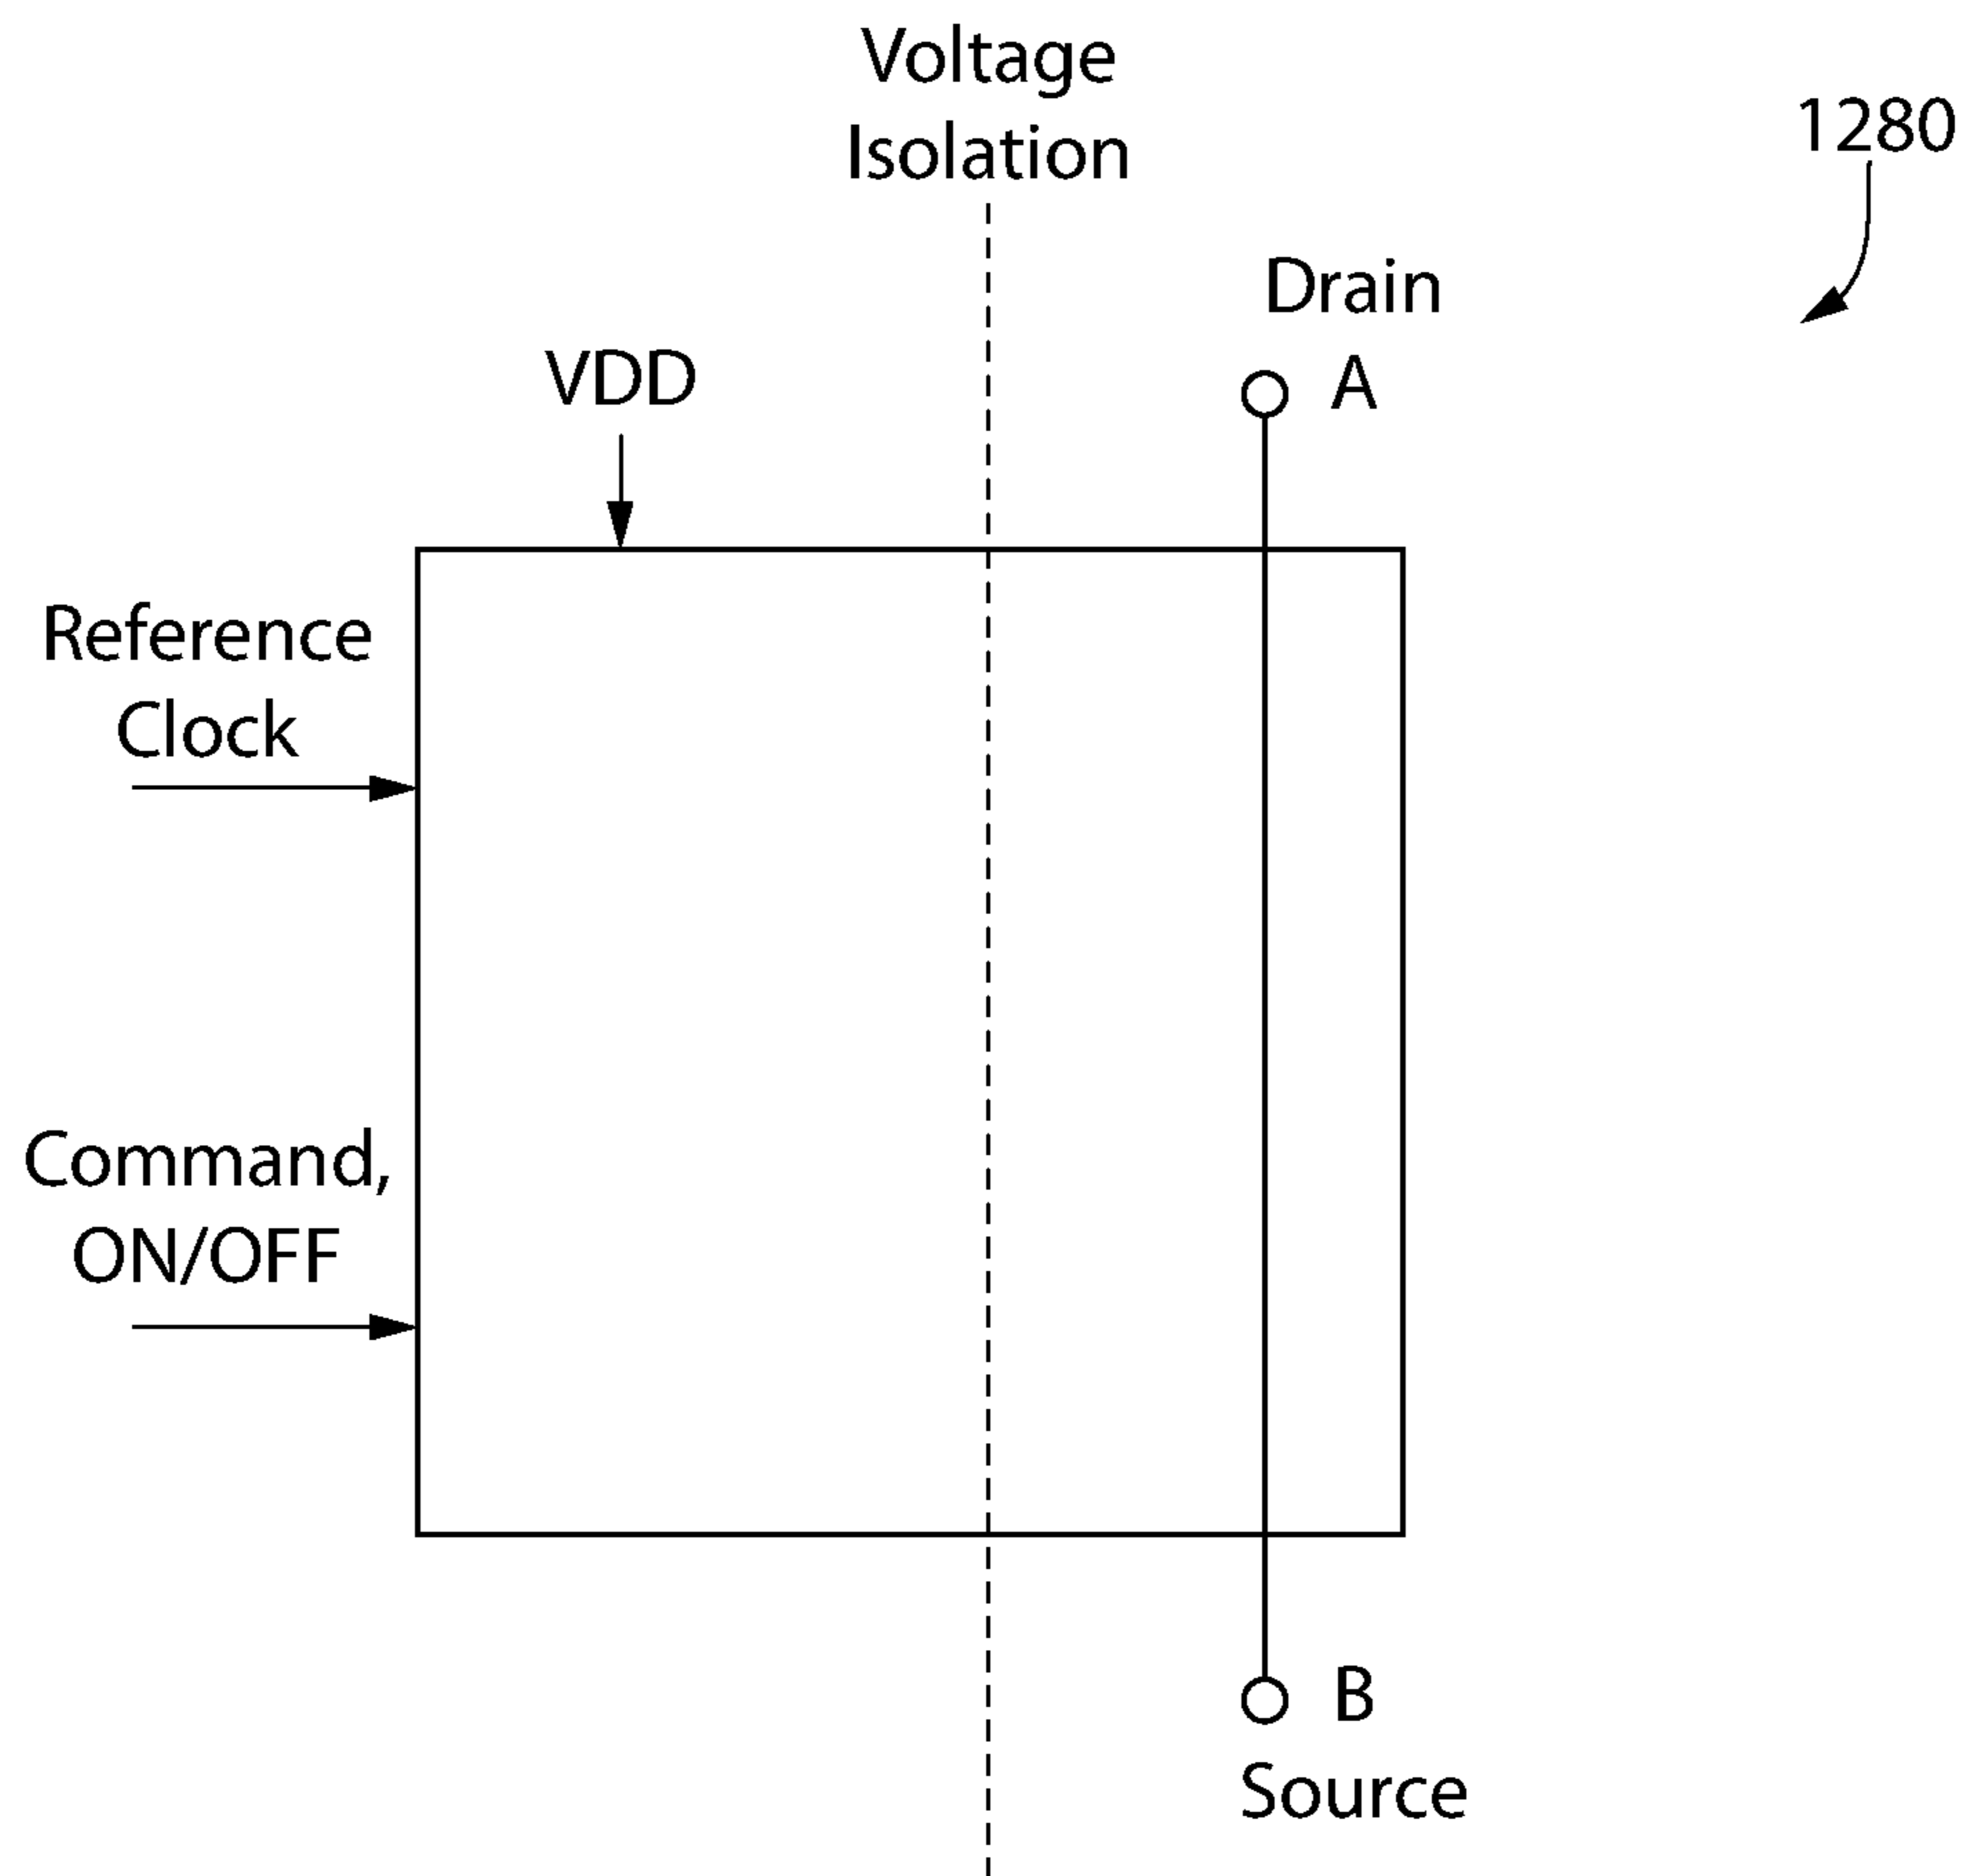 Voltage
Isolation
1280
Drain
A
VDD
Reference
Clock
Command,
ON/OFF
B
Source